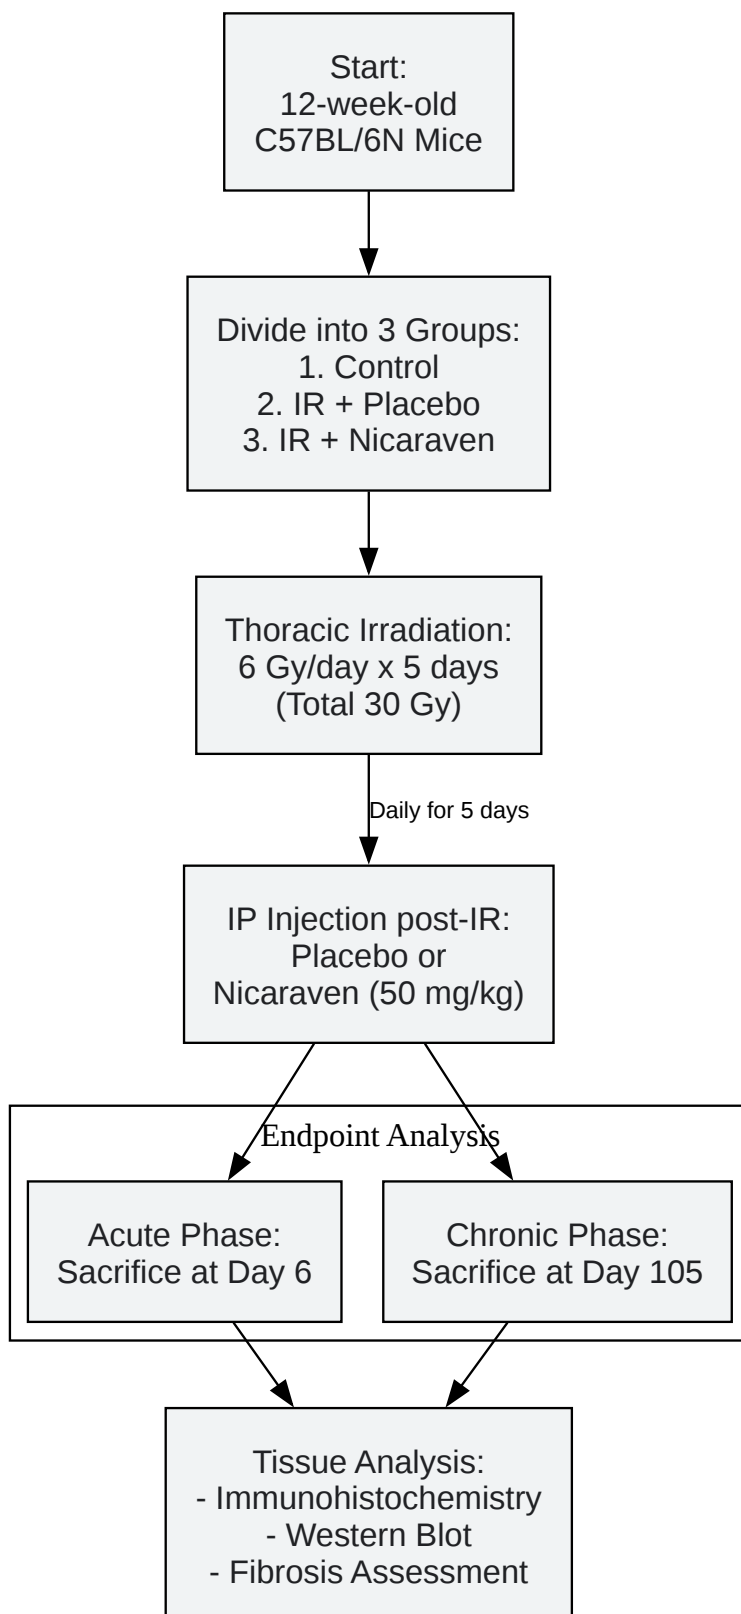 Start:
12-week-old
C57BL/6N Mice
Divide into 3 Groups:
1. Control
2. IR + Placebo
3. IR + Nicaraven
Thoracic Irradiation:
6 Gy/day x 5 days
(Total 30 Gy)
Daily for 5 days
IP Injection post-IR:
Placebo or
Nicaraven (50 mg/kg)
Endpoint Analysis
Acute Phase:
Sacrifice at Day 6
Chronic Phase:
Sacrifice at Day 105
Tissue Analysis:
- Immunohistochemistry
- Western Blot
- Fibrosis Assessment